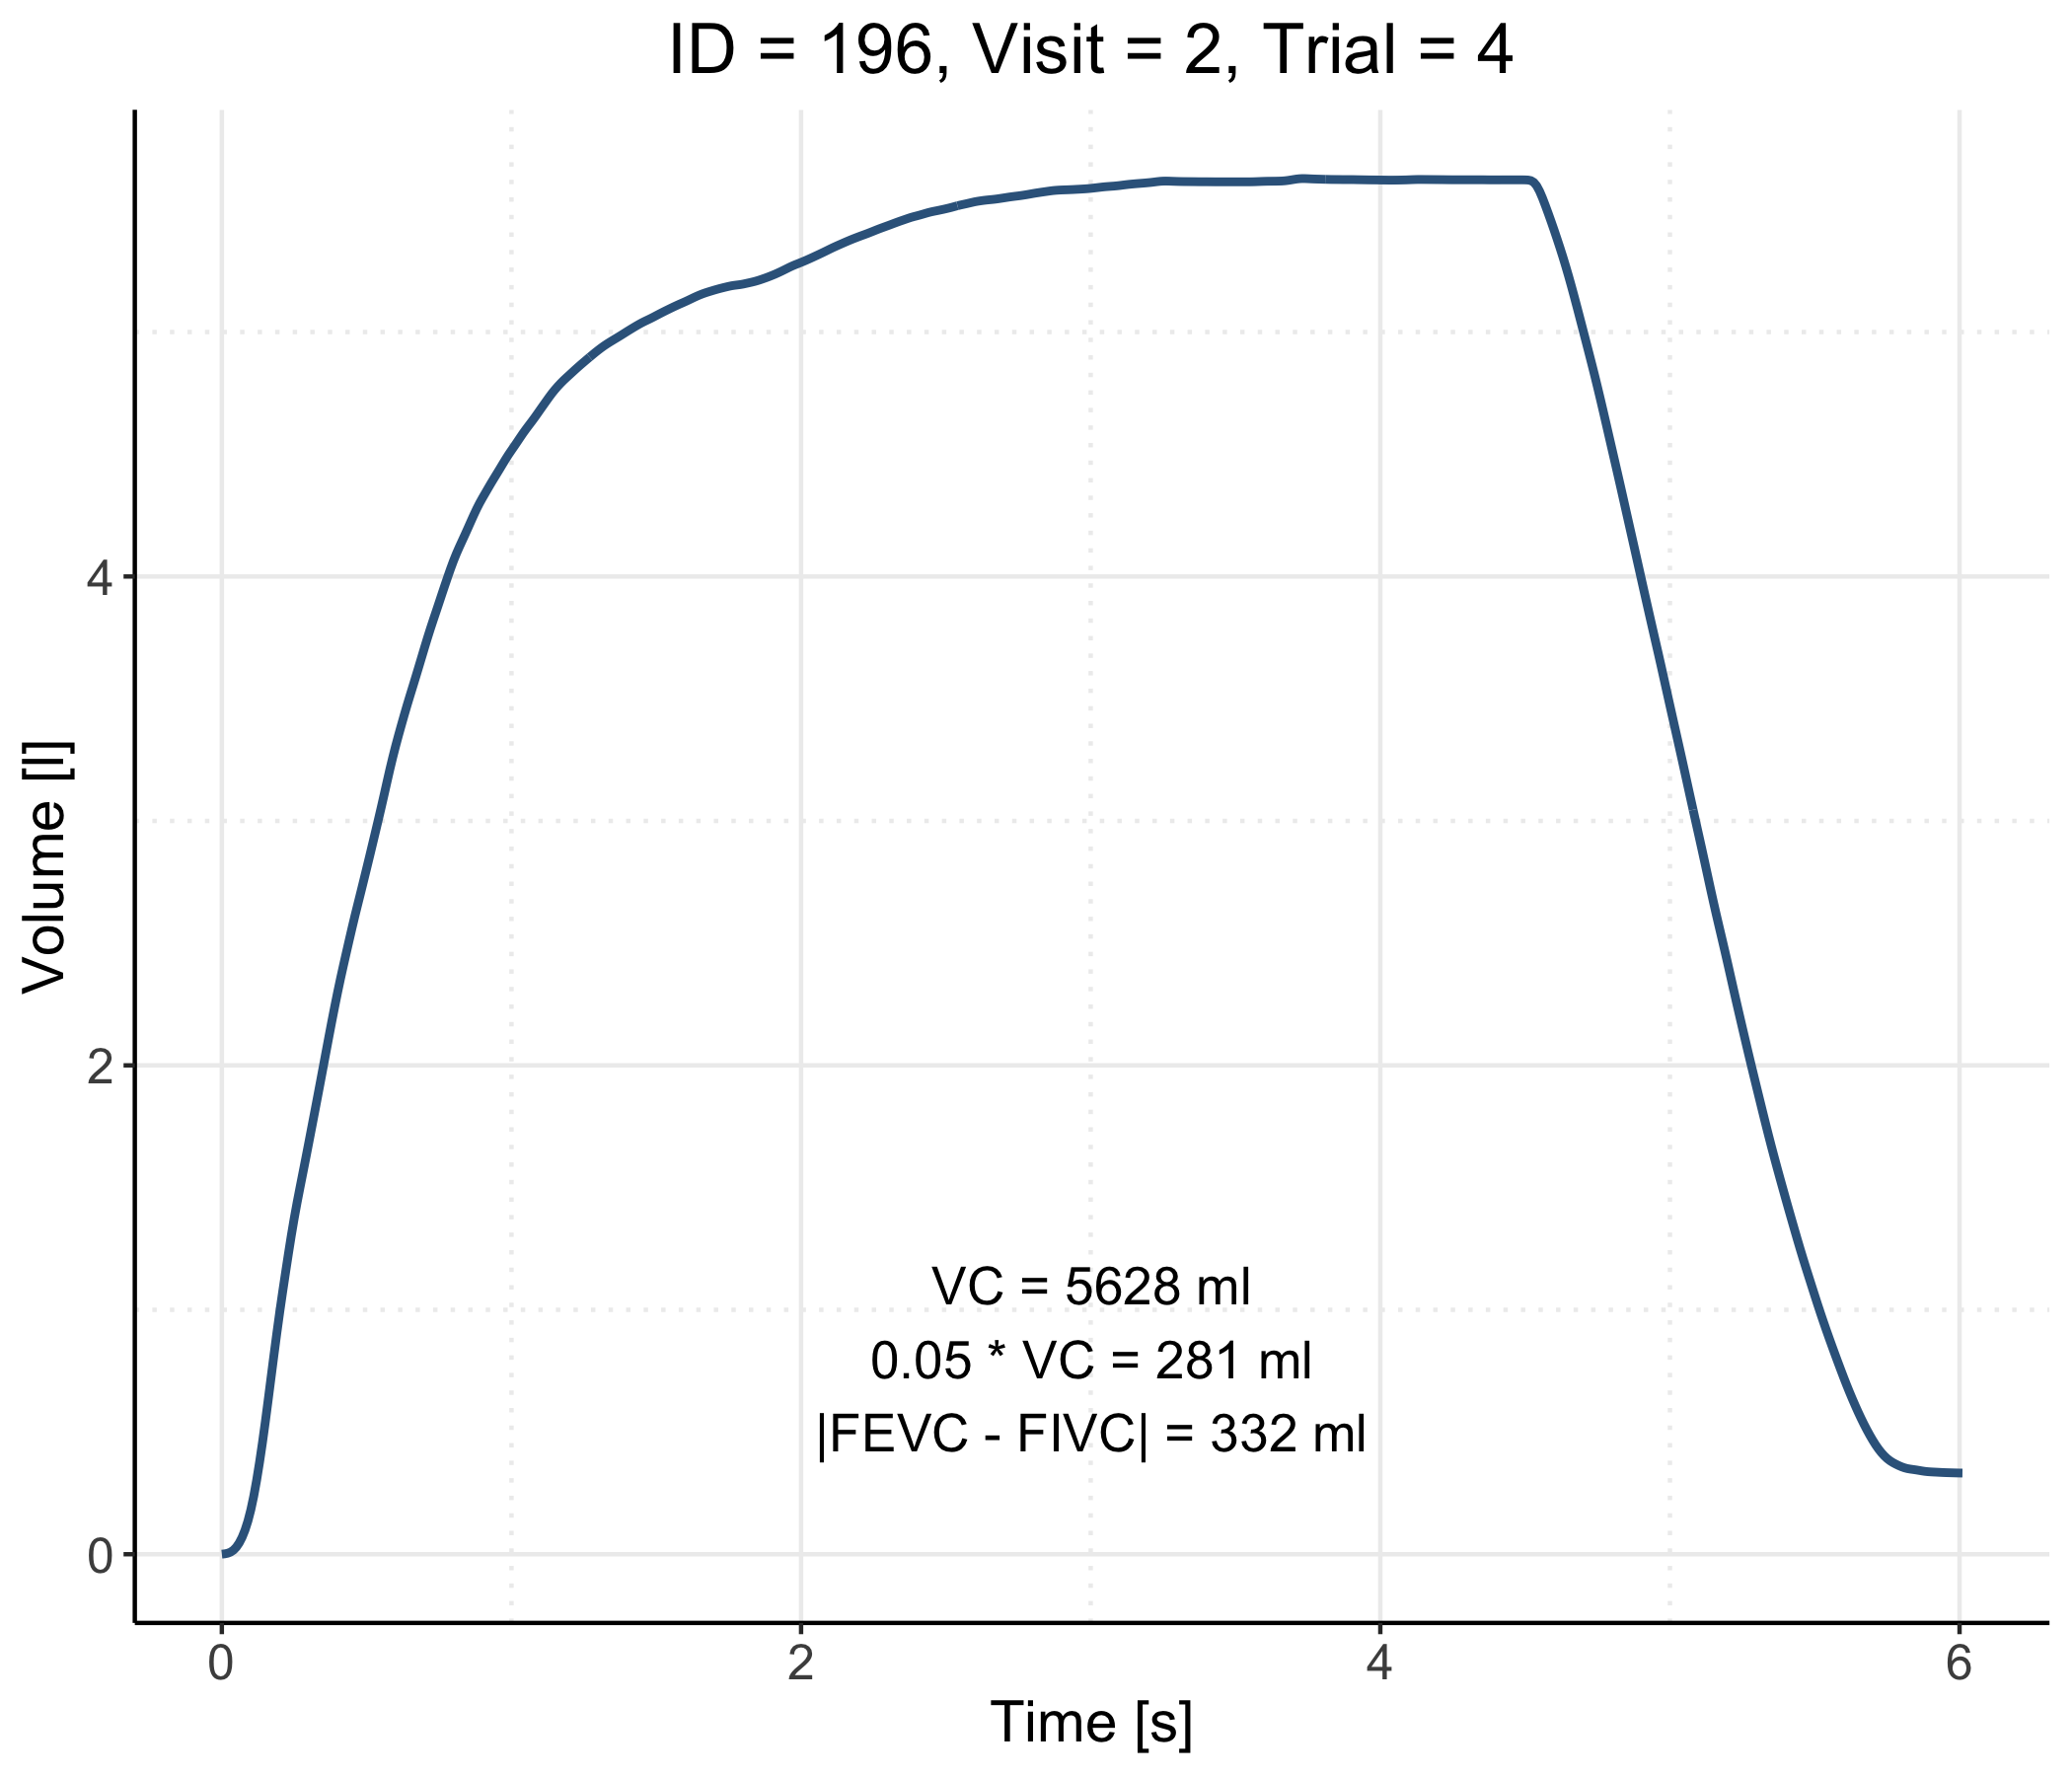 ID = 196, Visit = 2, Trial = 4
Volume [l]
4
2
0
VC = 5628 ml
0.05 * VC = 281 ml
|FEVC - FIVC| = 332 ml
0 2 4 6
Time [s]